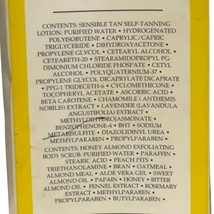 CONTENTS: SENSIBLE TAN SELF-TANNING
LOTION: PURIFIED WATER • HYDROGENATED
POLYISOBUTENE • CAPRYLIC / CAPRIC
TRIGLYCERIDE • DIHYDROXYACETONE •
PROPYLENE GLYCOL • CETEARYL ALCOHOL •
CETEARETH-20 • STEARAMIDOPROPYL PG-
DIMONIUM CHLORIDE PHOSPHATE • CETYL
ALCOHOL • POLYQUATERNIUM-37
PROPYLENE GLYCOL DICAPRYLATE DICAPRATE
• PPG-1 TRIDECETH-6 • CYCLOMETHICONE •
TOCOPHERYL ACETATE • ASCORBIC ACID •
BETA CAROTENE • CHAMOMILE (ANTHEMIS
NOBILIS) EXTRACT • LAVENDER (LAVANDULA
ANGUSTIFOLIA) EXTRACT •
METHYLDIHYDROJASMONATE •
BENZOPHENONE-4 • BHT • SODIUM
METABISULFITE • DIAZOLIDINYL UREA •
METHYLPARABEN • PROPYLPARABEN
CONTENTS: HONEY ALMOND EXFOLIATING
BODY SCRUB: PURIFIED WATER • PARAFFIN •
STEARIC ACID • PEACH PITS •
TRIETHANOLAMINE • BRAN • OATMEAL •
ALMOND MEAL • ALOE VERA GEL • SWEET
ALMOND OIL • PAPAIN • HONEY • BITTER
ALMOND OIL • FENNEL EXTRACT • ROSEMARY
EXTRACT • METHYLPARABEN •
PROPYLPARABEN • BUTYLPARABEN